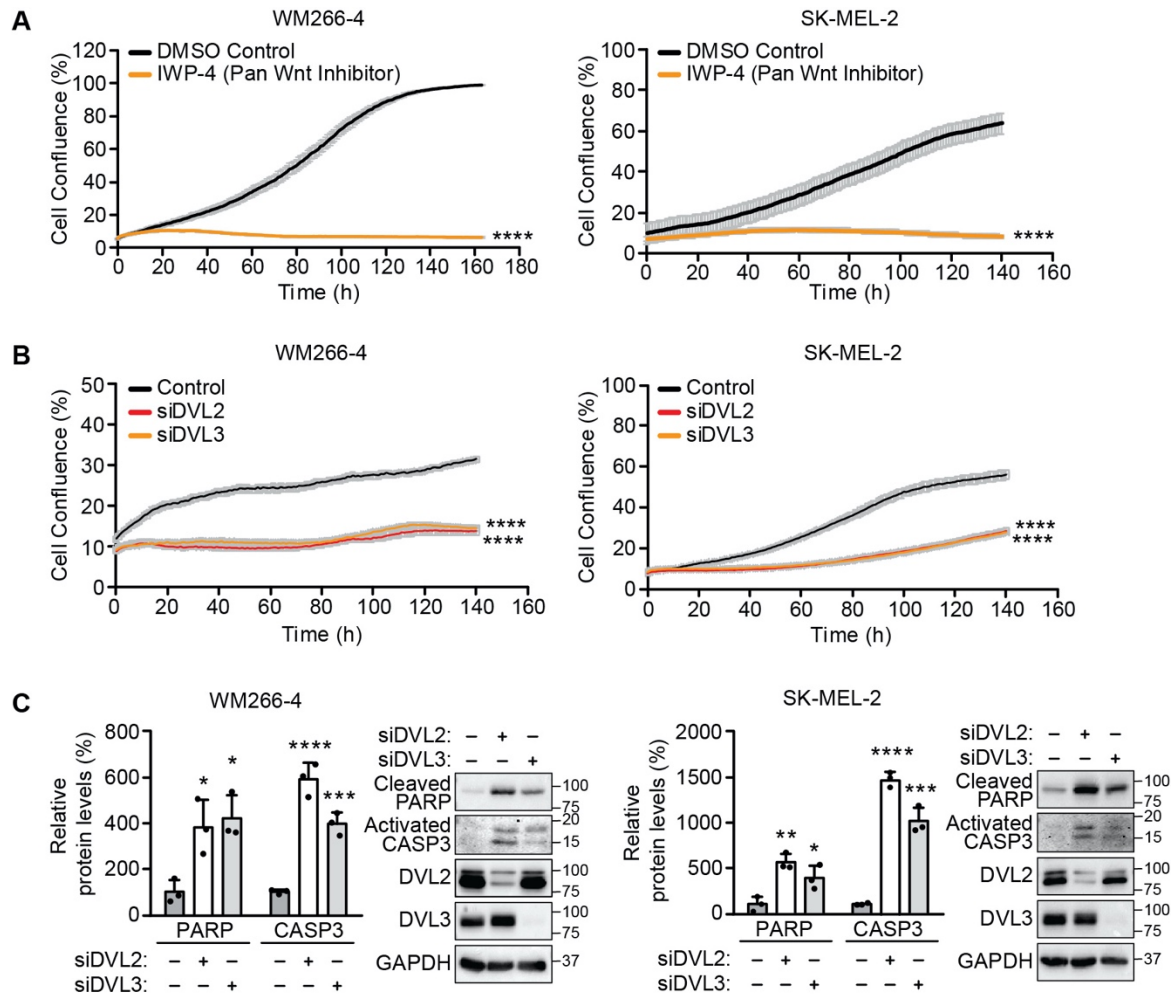 A
WM266-4
Cell Confluence (%)
120
100
80
60
40
20
0
DMSO Control
IWP-4 (Pan Wnt Inhibitor)
****
0 20 40 60 80 100 120 140 160 180
Time (h)
SK-MEL-2
Cell Confluence (%)
100
80
60
40
20
0
DMSO Control
IWP-4 (Pan Wnt Inhibitor)
****
0 20 40 60 80 100 120 140 160
Time (h)
B
WM266-4
Cell Confluence (%)
50
40
30
20
10
0
Control
siDVL2
siDVL3
****
****
0 20 40 60 80 100 120 140 160
Time (h)
SK-MEL-2
Cell Confluence (%)
100
80
60
40
20
0
Control
siDVL2
siDVL3
****
****
0 20 40 60 80 100 120 140 160
Time (h)
C
WM266-4
Relative
protein levels (%)
800
600
400
200
0
* * **** ***
PARP CASP3
siDVL2: – + – – + –
siDVL3: – – + – – +
siDVL2: – + –
siDVL3: – – +
Cleaved
PARP
100
75
Activated
CASP3
20
15
DVL2
100
75
DVL3
100
75
GAPDH
37
SK-MEL-2
Relative
protein levels (%)
2000
1500
1000
500
0
** * **** ***
PARP CASP3
siDVL2: – + – – + –
siDVL3: – – + – – +
siDVL2: – + –
siDVL3: – – +
Cleaved
PARP
100
75
Activated
CASP3
20
15
DVL2
100
75
DVL3
100
75
GAPDH
37